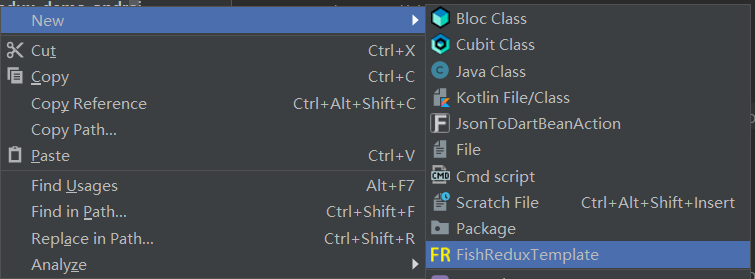 New
Cut Ctrl+X
Copy Ctrl+C
Copy Reference Ctrl+Alt+Shift+C
Copy Path...
Paste Ctrl+V
Find Usages Alt+F7
Find in Path... Ctrl+Shift+F
Replace in Path... Ctrl+Shift+R
Analyze
Bloc Class
Cubit Class
C Java Class
Kotlin File/Class
F JsonToDartBeanAction
File
CMD Cmd script
Scratch File Ctrl+Alt+Shift+Insert
Package
FR FishReduxTemplate